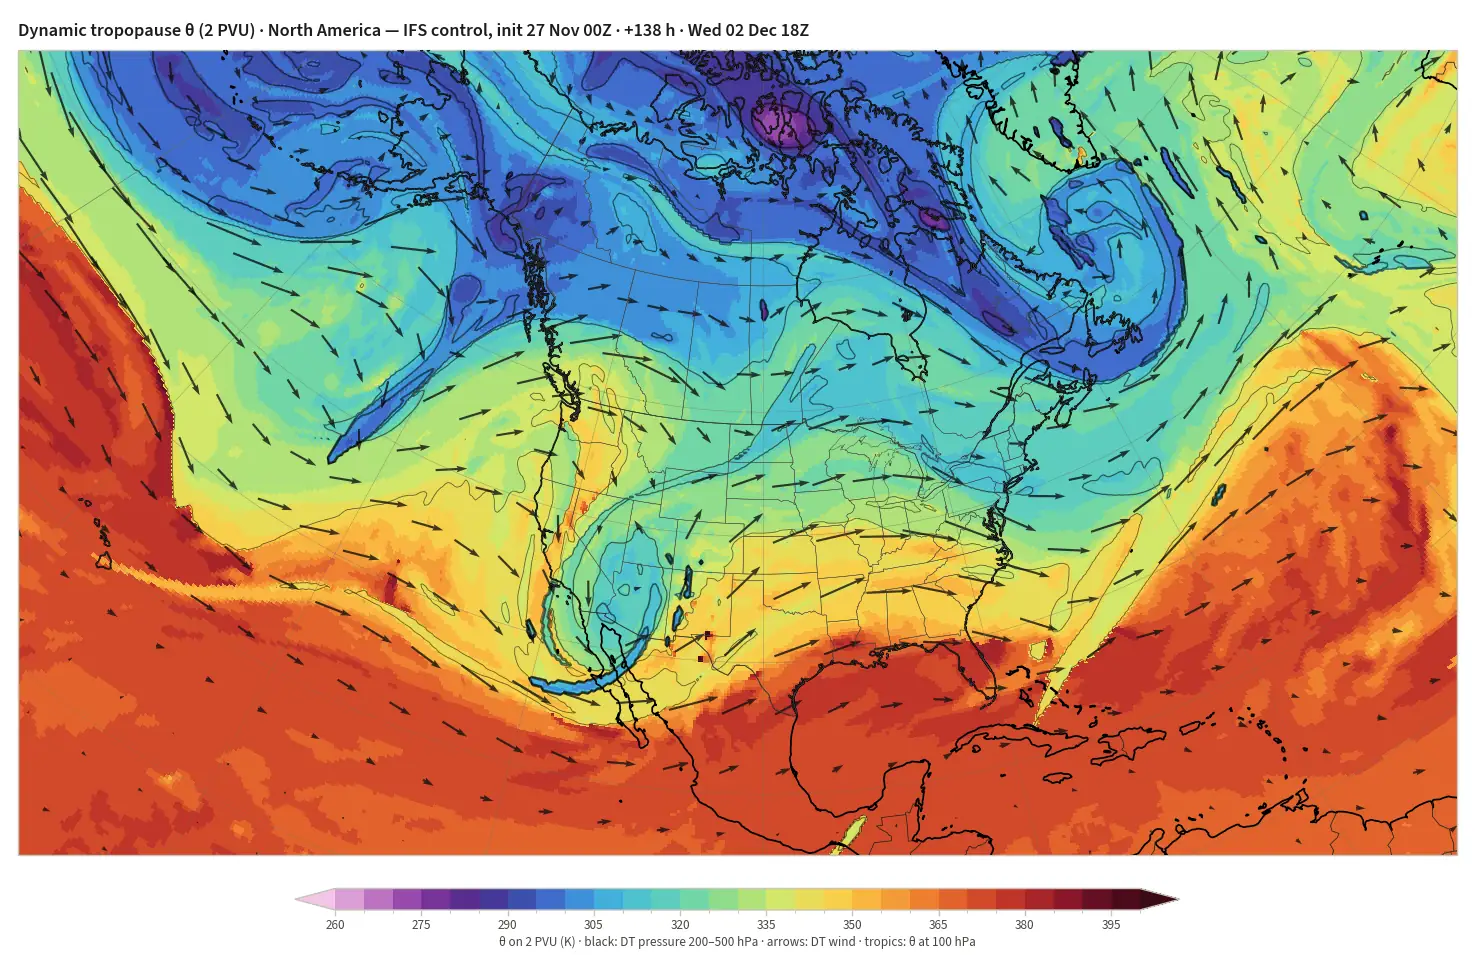 Dynamic tropopause θ (2 PVU) · North America — IFS control, init 27 Nov 00Z · +138 h · Wed 02 Dec 18Z
260 275 290 305 320 335 350 365 380 395
θ on 2 PVU (K) · black: DT pressure 200–500 hPa · arrows: DT wind · tropics: θ at 100 hPa